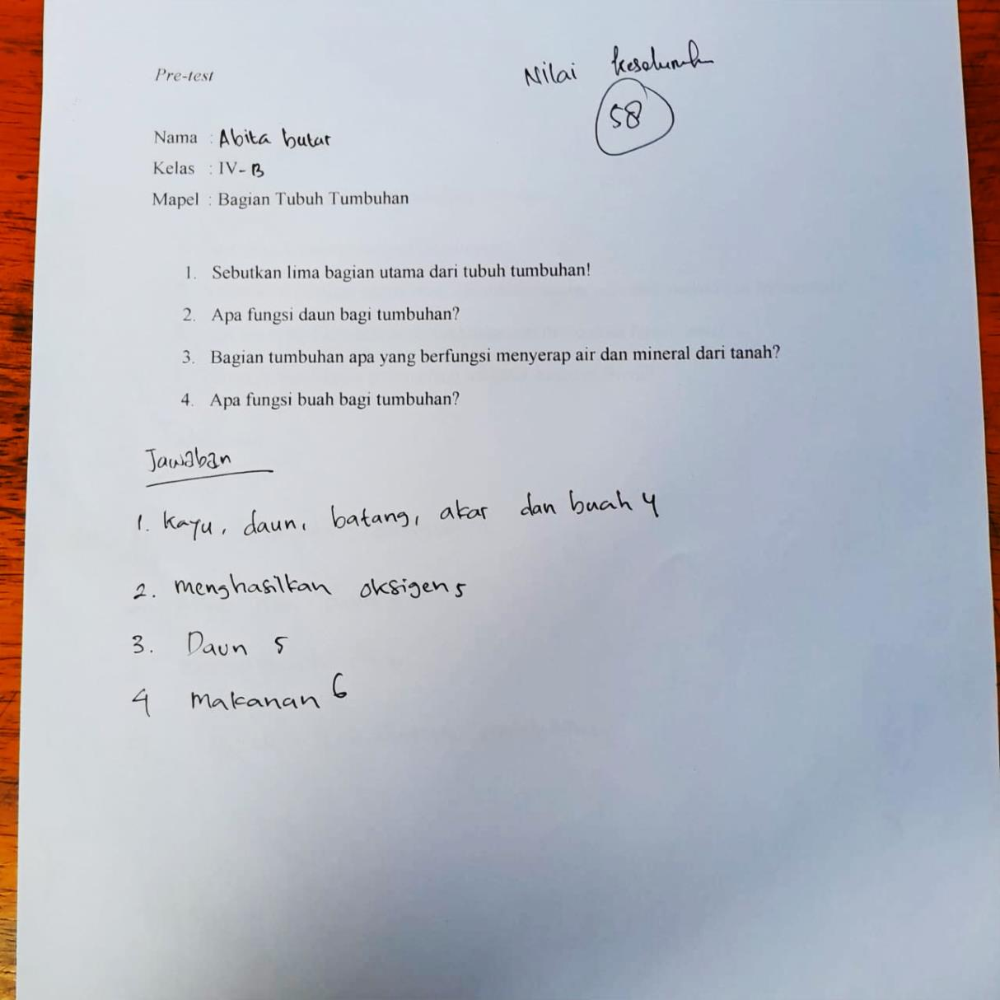 Pre-test
Nilai keseluruh
58
Nama : Abita butar
Kelas : IV-B
Mapel : Bagian Tubuh Tumbuhan
1. Sebutkan lima bagian utama dari tubuh tumbuhan!
2. Apa fungsi daun bagi tumbuhan?
3. Bagian tumbuhan apa yang berfungsi menyerap air dan mineral dari tanah?
4. Apa fungsi buah bagi tumbuhan?
Jawaban
1. kayu, daun, batang, akar dan buah 4
2. menghasilkan oksigen 5
3. Daun 5
4 makanan 6